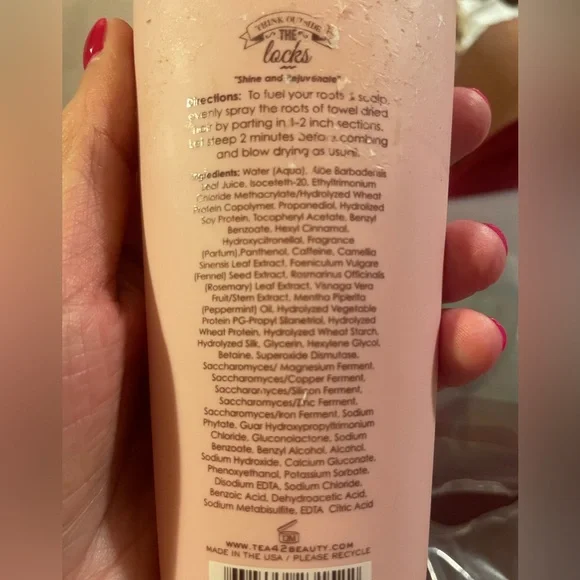 THINK OUTSIDE
THE
locks
"Shine and Rejuvenate"
Directions: To fuel your roots & scalp,
evenly spray the roots of towel dried
hair by parting in 1-2 inch sections.
Let steep 2 minutes before combing
and blow drying as usual.
Ingredients: Water (Aqua), Aloe Barbadensis
Leaf Juice, Isoceteth-20, Ethyltrimonium
Chloride Methacrylate/Hydrolyzed Wheat
Protein Copolymer, Propanediol, Hydrolized
Soy Protein, Tocopheryl Acetate, Benzyl
Benzoate, Hexyl Cinnamal,
Hydroxycitronellal, Fragrance
(Parfum),Panthenol, Caffeine, Camellia
Sinensis Leaf Extract, Foeniculum Vulgare
(Fennel) Seed Extract, Rosmarinus Officinalis
(Rosemary) Leaf Extract, Visnaga Vera
Fruit/Stem Extract, Mentha Piperita
(Peppermint) Oil, Hydrolyzed Vegetable
Protein PG-Propyl Silanetriol, Hydrolyzed
Wheat Protein, Hydrolyzed Wheat Starch,
Hydrolyzed Silk, Glycerin, Hexylene Glycol,
Betaine, Superoxide Dismutase,
Saccharomyces/ Magnesium Ferment,
Saccharomyces/Copper Ferment,
Saccharomyces/Silicon Ferment,
Saccharomyces/Zinc Ferment,
Saccharomyces/Iron Ferment, Sodium
Phytate, Guar Hydroxypropyltrimonium
Chloride, Gluconolactone, Sodium
Benzoate, Benzyl Alcohol, Alcohol,
Sodium Hydroxide, Calcium Gluconate,
Phenoxyethanol, Potassium Sorbate,
Disodium EDTA, Sodium Chloride,
Benzoic Acid, Dehydroacetic Acid,
Sodium Metabisulfite, EDTA, Citric Acid
12M
WWW.TEA42BEAUTY.COM
MADE IN THE USA / PLEASE RECYCLE